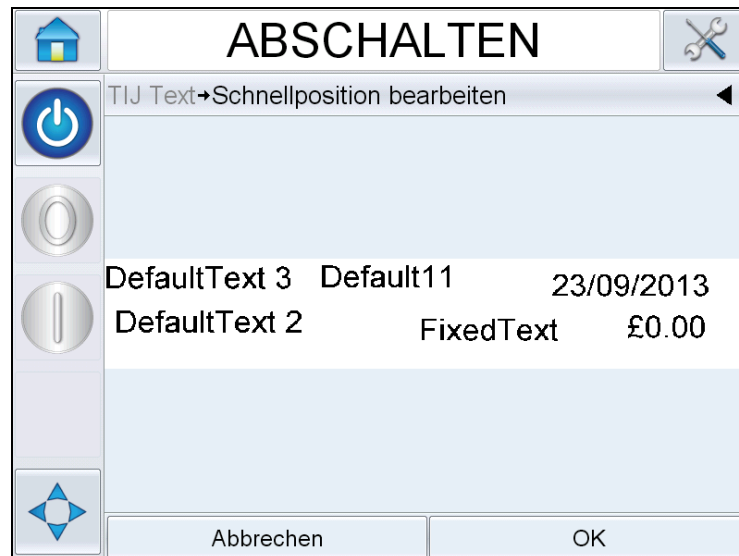 ABSCHALTEN
TIJ Text→Schnellposition bearbeiten
DefaultText 3 Default11 23/09/2013
DefaultText 2 FixedText £0.00
Abbrechen OK